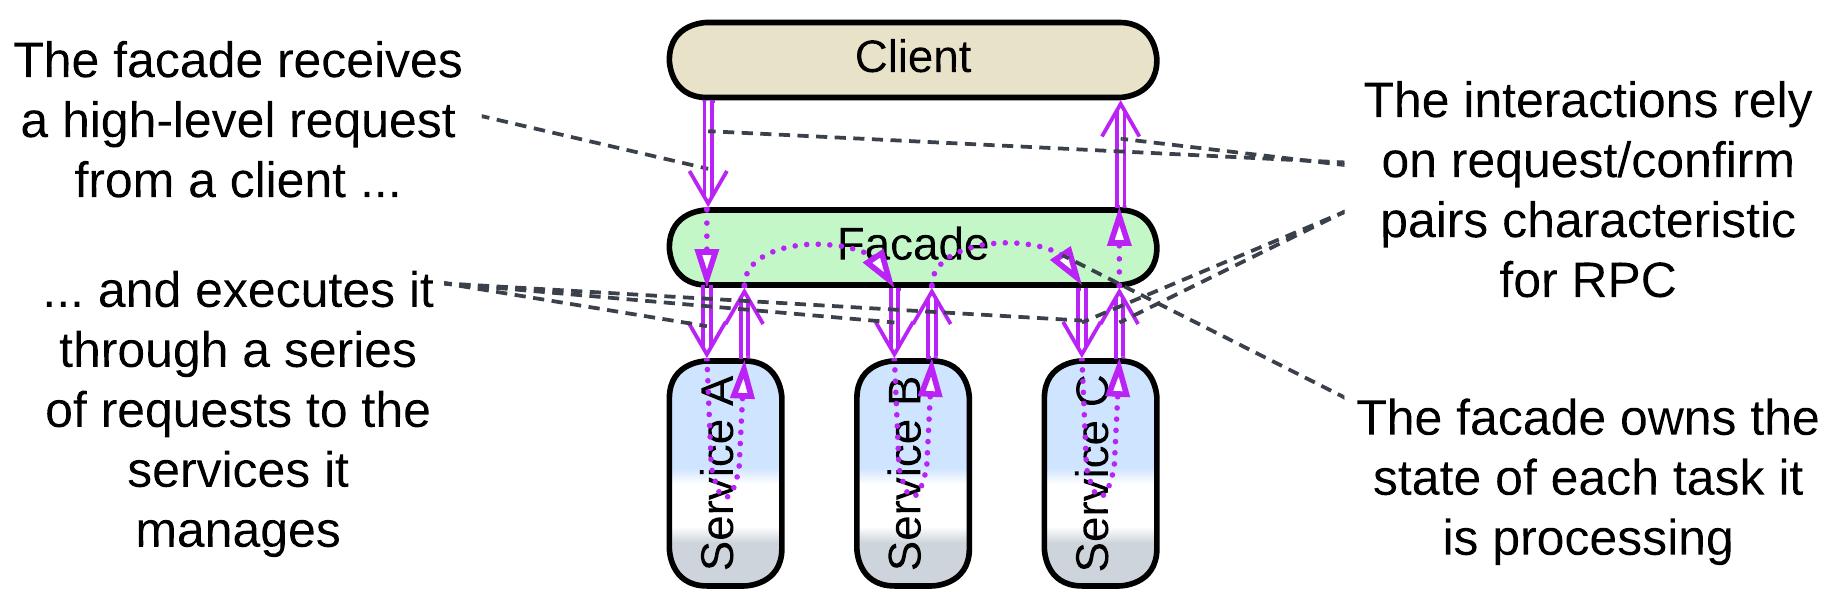 The facade receives
a high-level request
from a client ...
... and executes it
through a series
of requests to the
services it
manages
Client
Facade
Service A
Service B
Service C
The interactions rely
on request/confirm
pairs characteristic
for RPC
The facade owns the
state of each task it
is processing